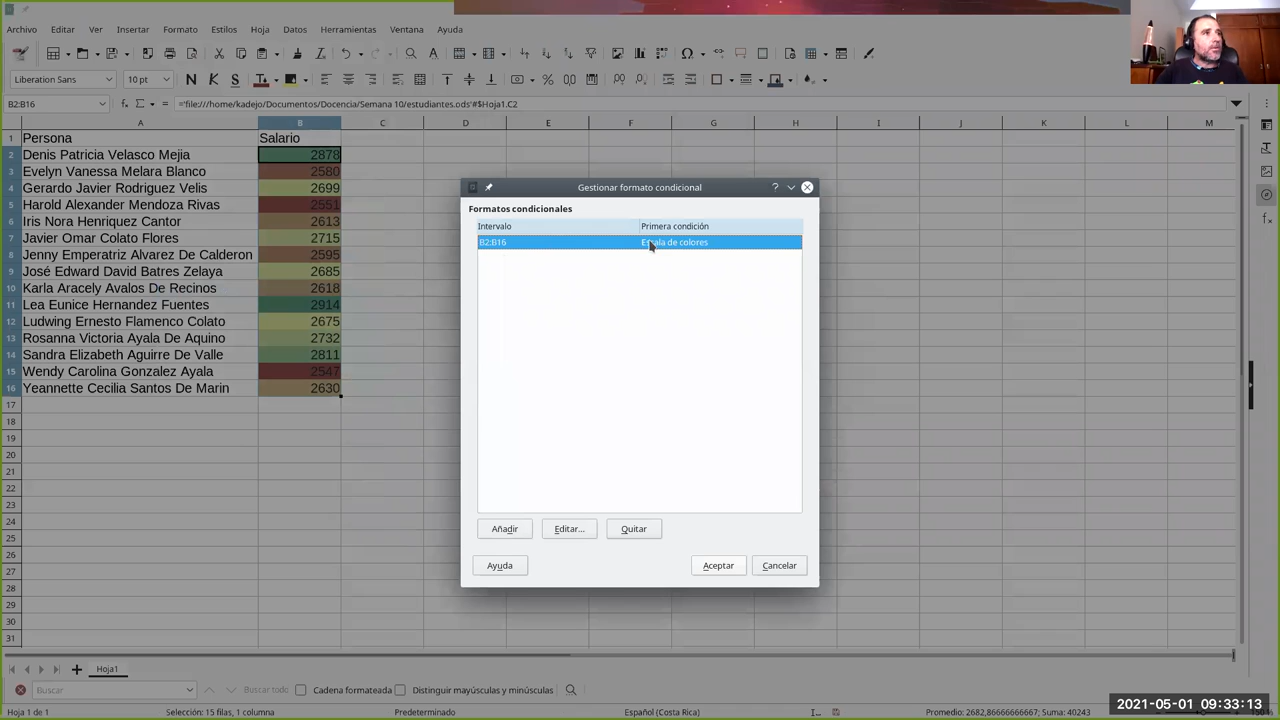 Archivo Editar Ver Insertar Formato Estilos Hoja Datos Herramientas Ventana Ayuda
Liberation Sans 10 pt N K S
B2:B16 ='file:///home/kadejo/Documentos/Docencia/Semana 10/estudiantes.ods'#$Hoja1.C2
A B C D E F G H I J K L M
1 Persona Salario
2 Denis Patricia Velasco Mejia 2878
3 Evelyn Vanessa Melara Blanco 2580
4 Gerardo Javier Rodriguez Velis 2699
5 Harold Alexander Mendoza Rivas 2551
6 Iris Nora Henriquez Cantor 2613
7 Javier Omar Colato Flores 2715
8 Jenny Emperatriz Alvarez De Calderon 2595
9 José Edward David Batres Zelaya 2685
10 Karla Aracely Avalos De Recinos 2618
11 Lea Eunice Hernandez Fuentes 2914
12 Ludwing Ernesto Flamenco Colato 2675
13 Rosanna Victoria Ayala De Aquino 2732
14 Sandra Elizabeth Aguirre De Valle 2811
15 Wendy Carolina Gonzalez Ayala 2547
16 Yeannette Cecilia Santos De Marin 2630
17
18
19
20
21
22
23
24
25
26
27
28
29
30
31
Gestionar formato condicional
Formatos condicionales
Intervalo Primera condición
B2:B16 Escala de colores
Añadir Editar... Quitar
Ayuda Aceptar Cancelar
Hoja1
Buscar Buscar todo Cadena formateada Distinguir mayúsculas y minúsculas
Hoja 1 de 1 Selección: 15 filas, 1 columna Predeterminado Español (Costa Rica) Promedio: 2682,86666666667; Suma: 40243
2021-05-01 09:33:13